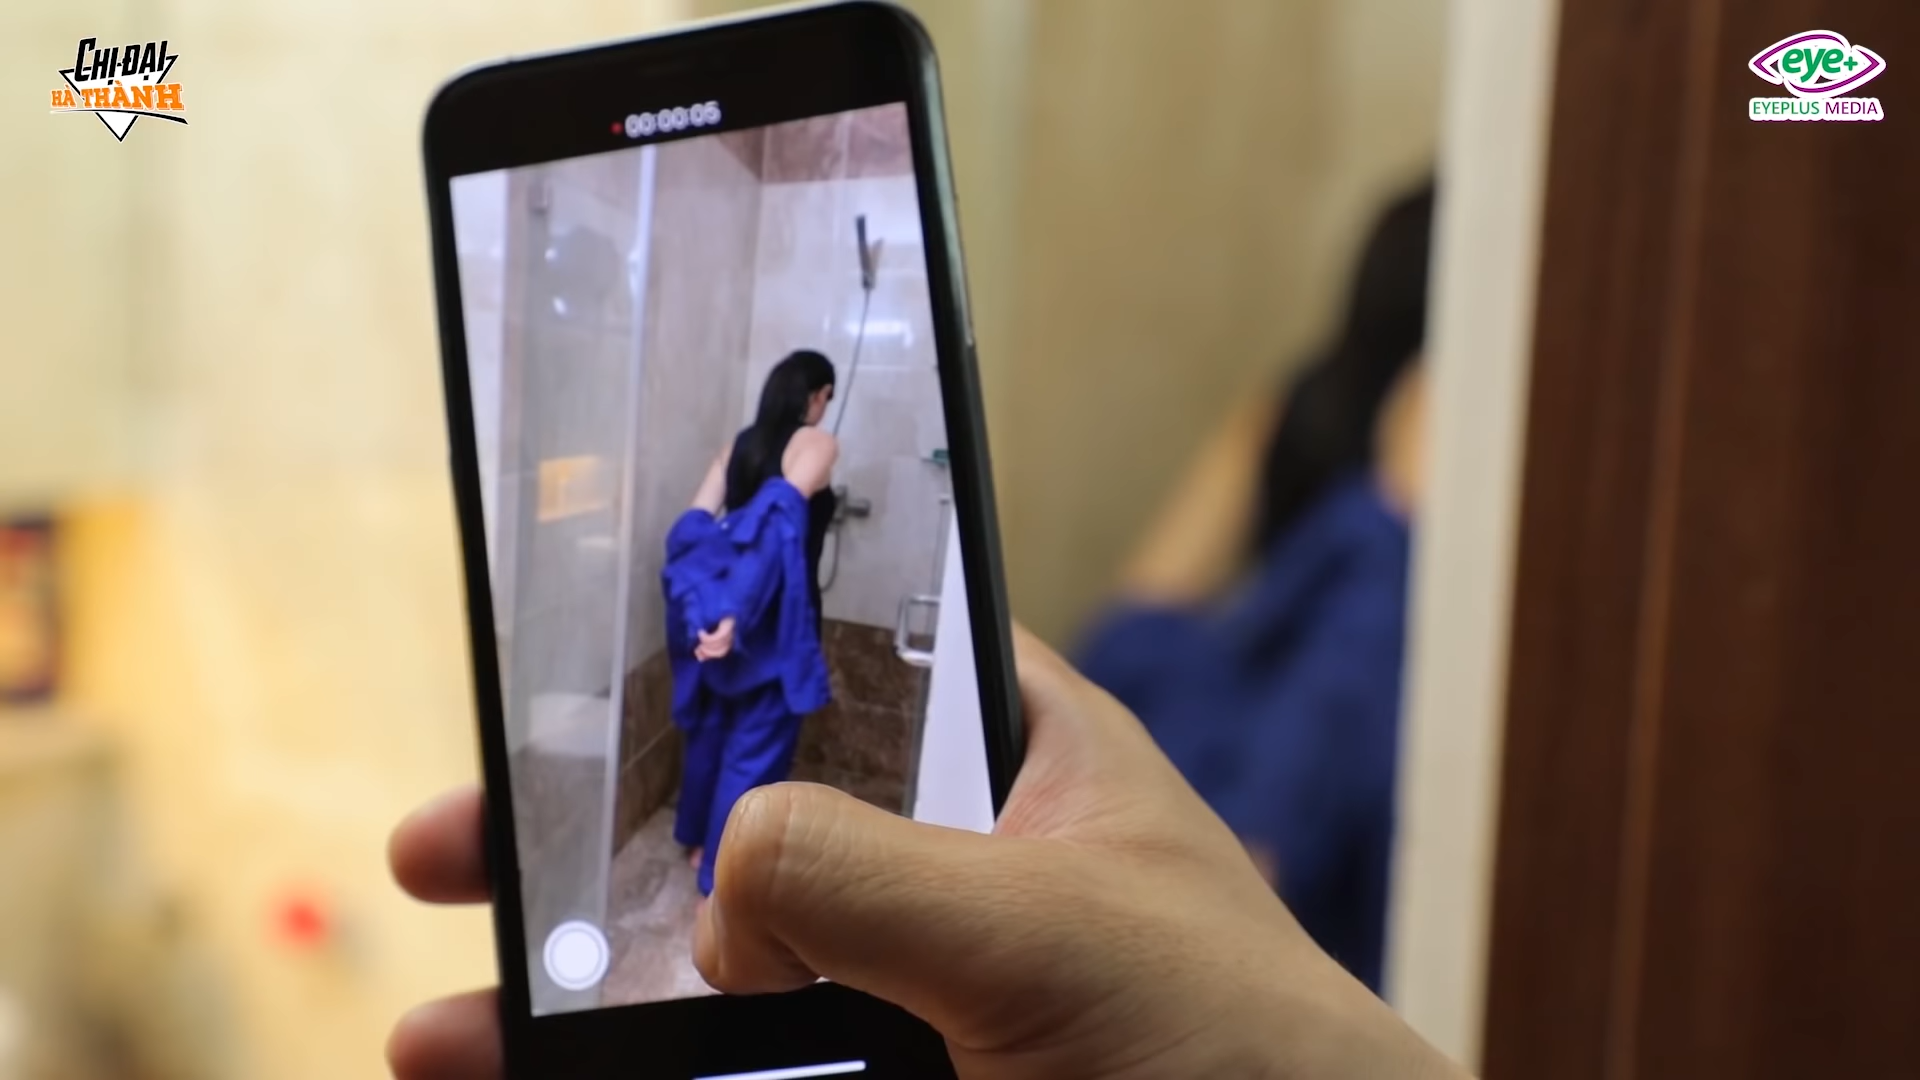 CHỊ ĐẠI
HÀ THÀNH
eye+
EYEPLUS MEDIA
00:00:05